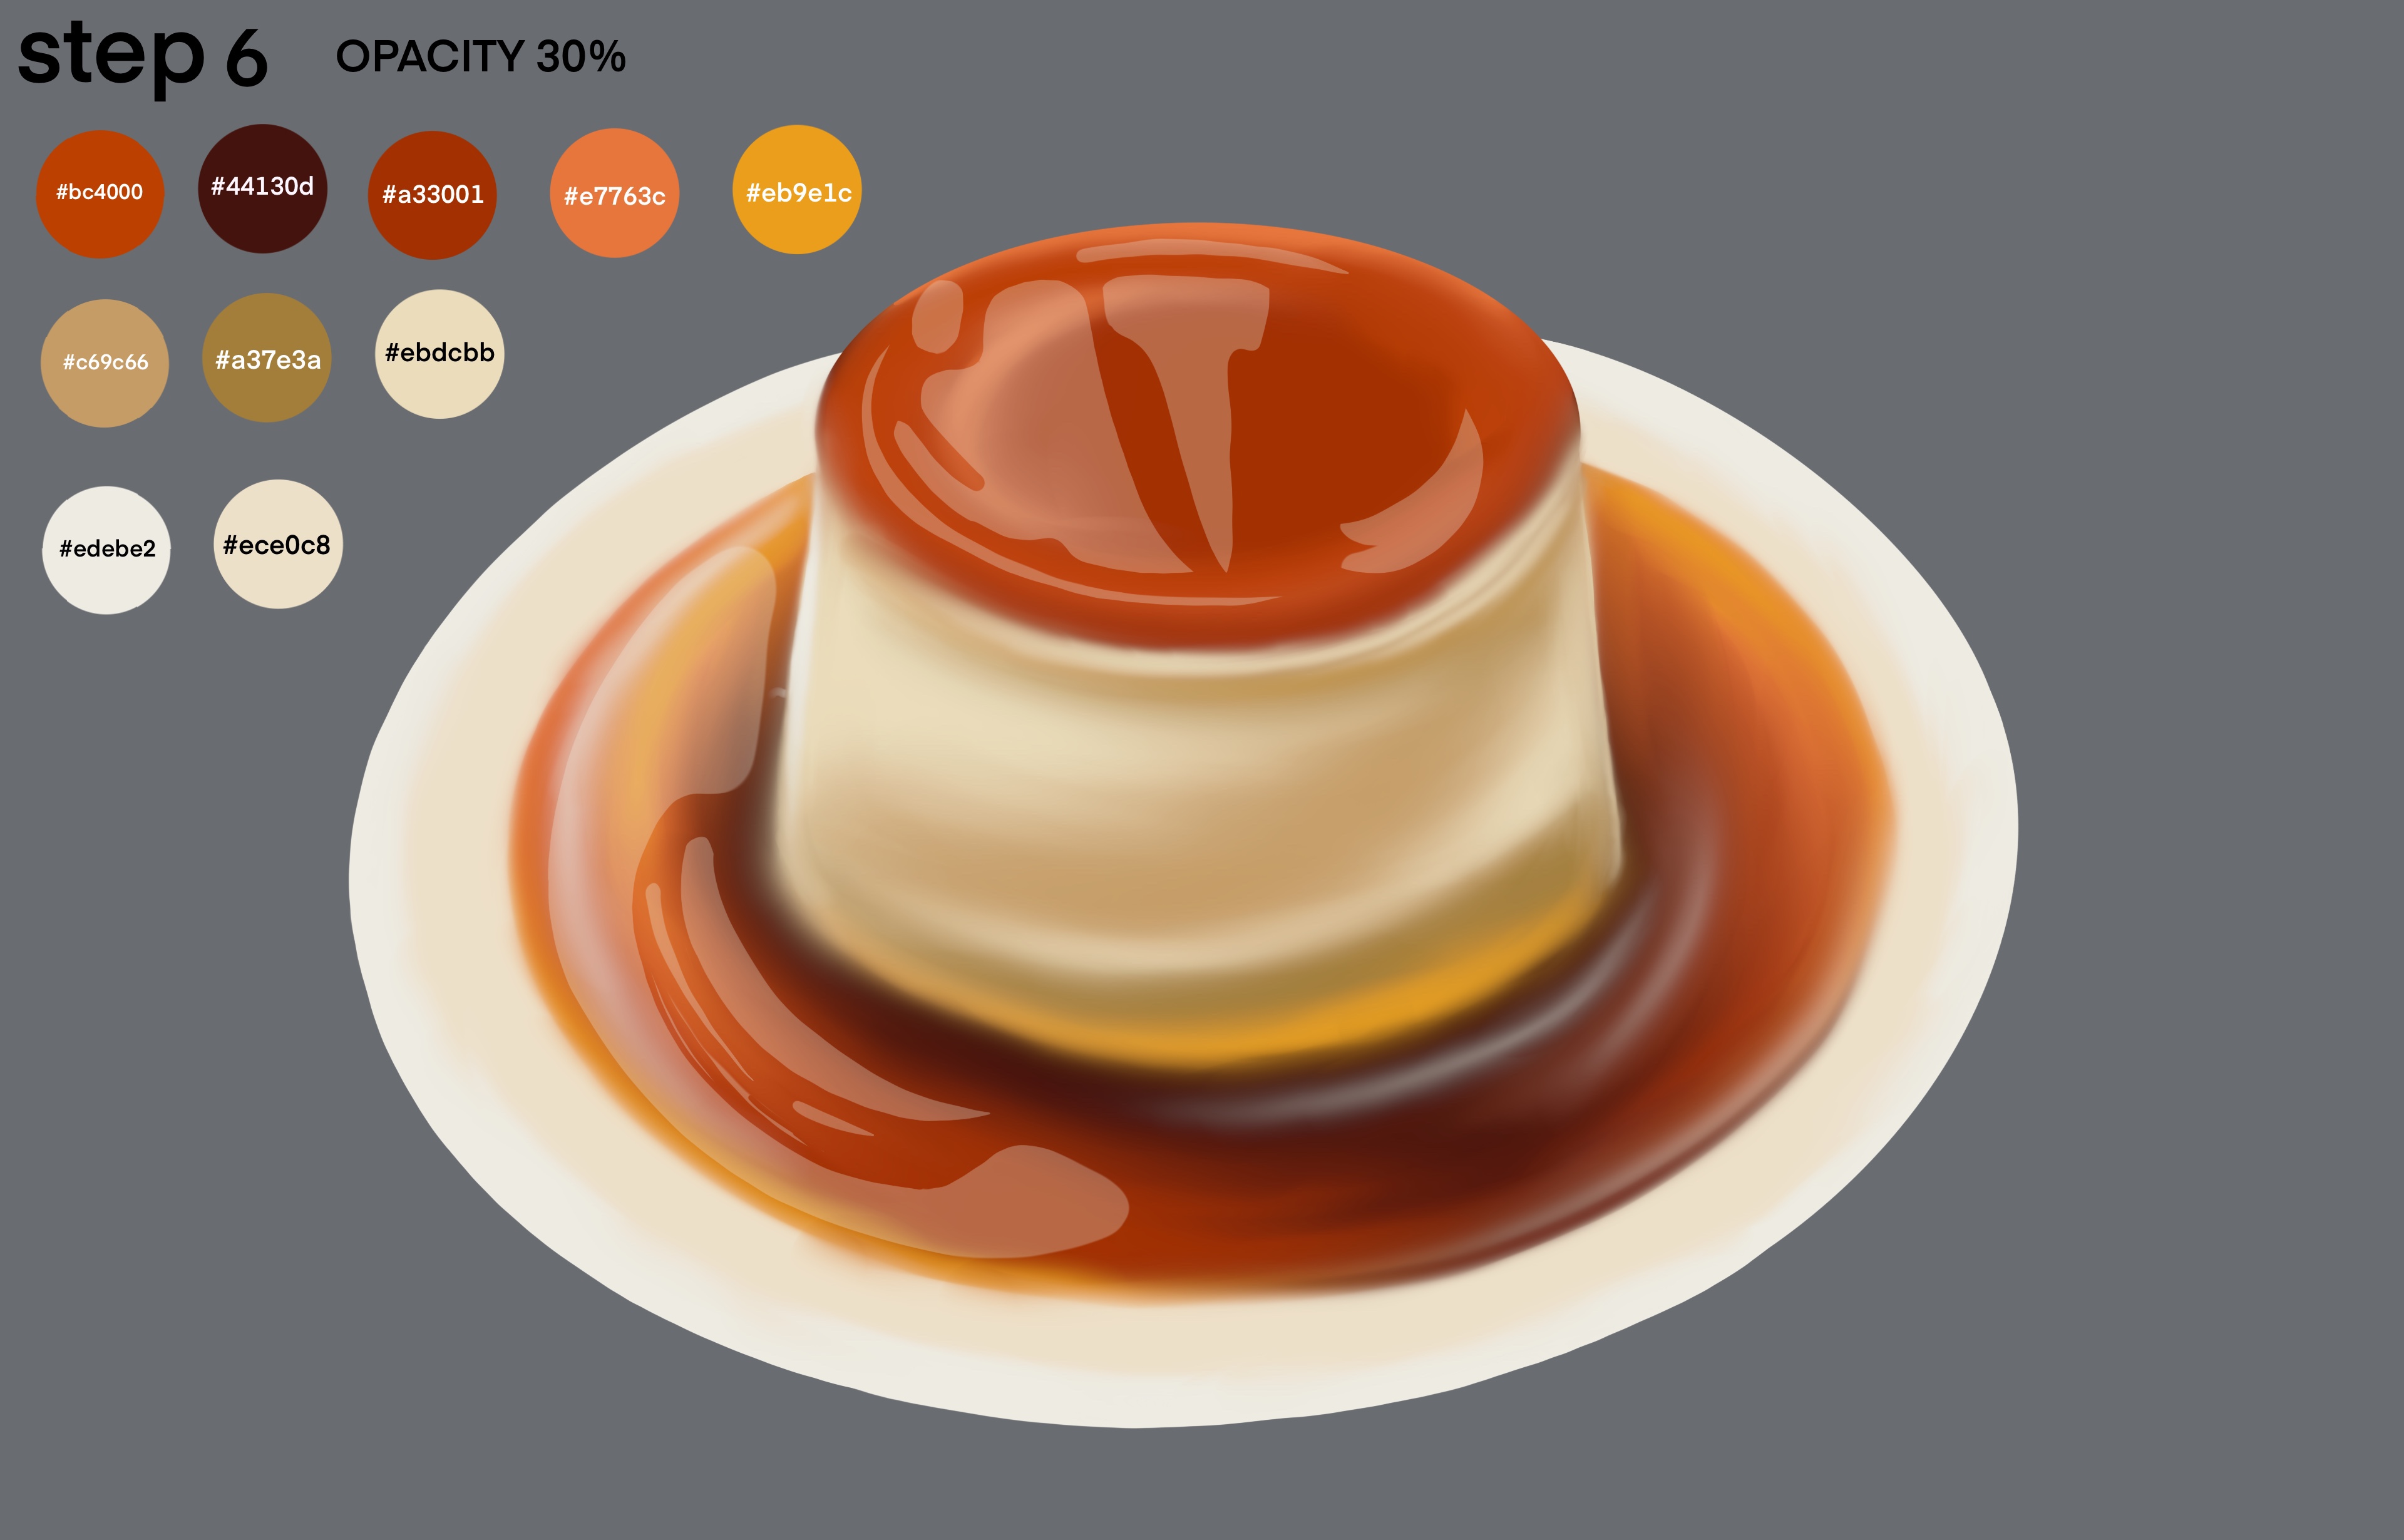 step 6 OPACITY 30%
#bc4000 #44130d #a33001 #e7763c #eb9e1c
#c69c66 #a37e3a #ebdcbb
#edebe2 #ece0c8